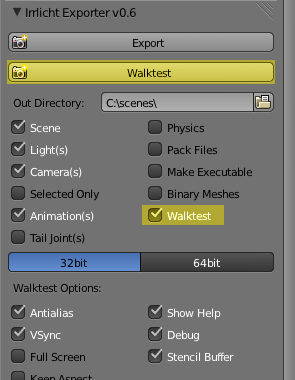 Irrlicht Exporter v0.6
Export
Walktest
Out Directory: C:\scenes\
Scene Physics
Light(s) Pack Files
Camera(s) Make Executable
Selected Only Binary Meshes
Animation(s) Walktest
Tail Joint(s)
32bit 64bit
Walktest Options:
Antialias Show Help
VSync Debug
Full Screen Stencil Buffer
Keep Aspect